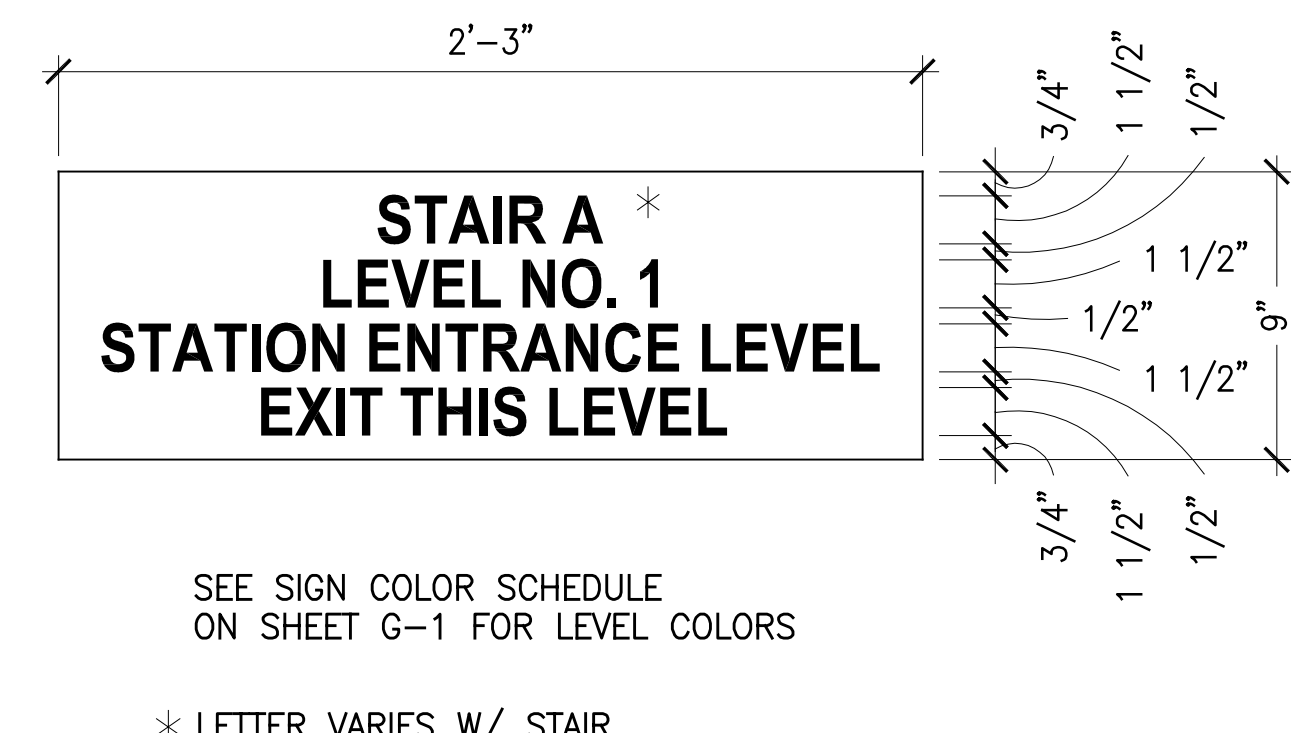 2'-3"
3/4"
1 1/2"
1/2"
STAIR A *
LEVEL NO. 1
STATION ENTRANCE LEVEL
EXIT THIS LEVEL
1 1/2"
1/2"
1 1/2"
9"
3/4"
1 1/2"
1/2"
SEE SIGN COLOR SCHEDULE
ON SHEET G-1 FOR LEVEL COLORS
* LETTER VARIES W/ STAIR